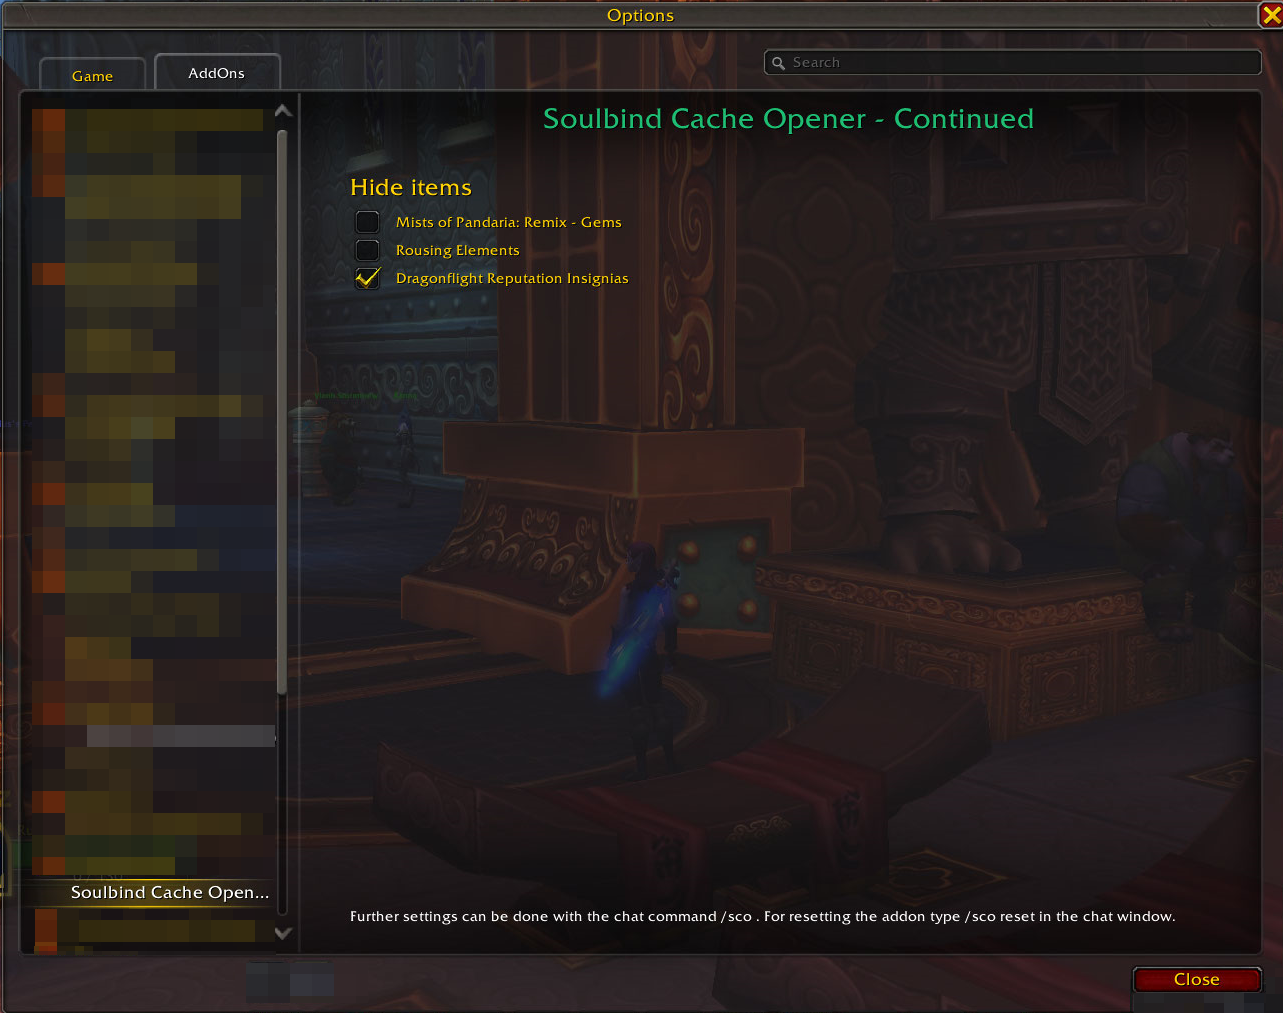 Options
Game
AddOns
Search
Soulbind Cache Opener - Continued
Hide items
Mists of Pandaria: Remix - Gems
Rousing Elements
Dragonflight Reputation Insignias
Soulbind Cache Open...
Further settings can be done with the chat command /sco . For resetting the addon type /sco reset in the chat window.
Close